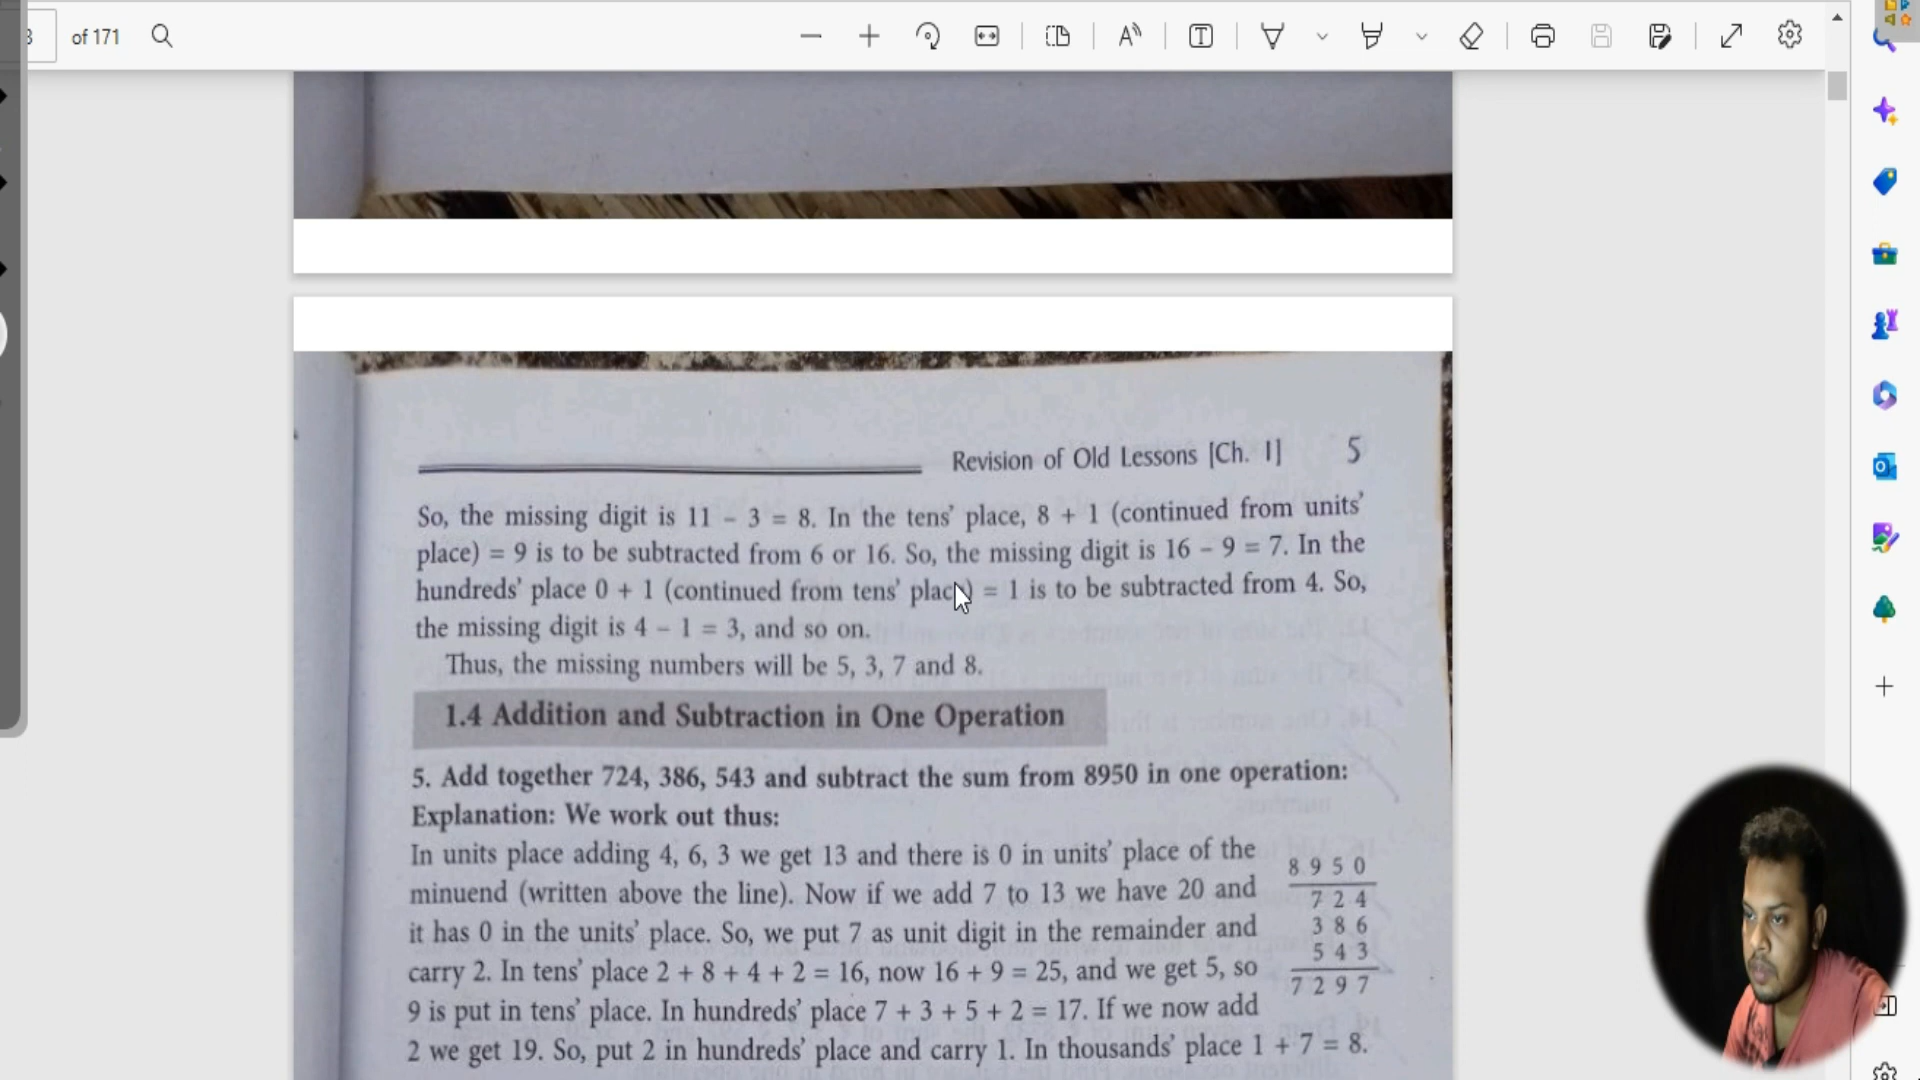 3 of 171
Revision of Old Lessons [Ch. 1] 5
So, the missing digit is 11 – 3 = 8. In the tens' place, 8 + 1 (continued from units'
place) = 9 is to be subtracted from 6 or 16. So, the missing digit is 16 – 9 = 7. In the
hundreds' place 0 + 1 (continued from tens' place) = 1 is to be subtracted from 4. So,
the missing digit is 4 – 1 = 3, and so on.
Thus, the missing numbers will be 5, 3, 7 and 8.
1.4 Addition and Subtraction in One Operation
5. Add together 724, 386, 543 and subtract the sum from 8950 in one operation:
Explanation: We work out thus:
In units place adding 4, 6, 3 we get 13 and there is 0 in units' place of the
minuend (written above the line). Now if we add 7 to 13 we have 20 and
it has 0 in the units' place. So, we put 7 as unit digit in the remainder and
carry 2. In tens' place 2 + 8 + 4 + 2 = 16, now 16 + 9 = 25, and we get 5, so
9 is put in tens' place. In hundreds' place 7 + 3 + 5 + 2 = 17. If we now add
2 we get 19. So, put 2 in hundreds' place and carry 1. In thousands' place 1 + 7 = 8.
8 9 5 0
7 2 4
3 8 6
5 4 3
7 2 9 7